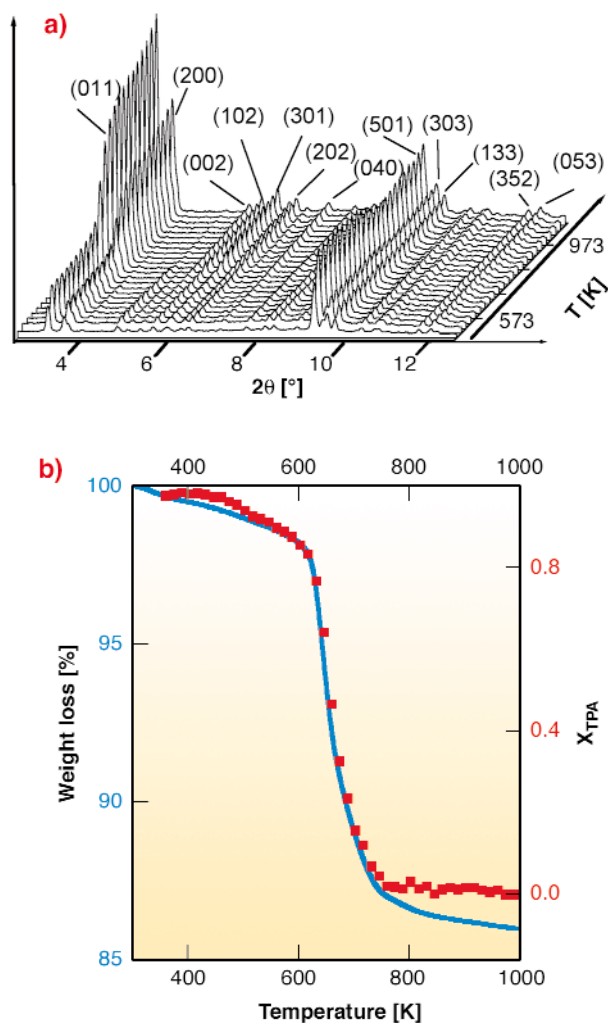 a)
(011)
(200)
(002)
(102)
(301)
(202)
(040)
(501)
(303)
(133)
(352)
(053)
973
573
T [K]
4 6 8 10 12
2θ [°]
b)
400 600 800 1000
100
95
90
85
Weight loss [%]
0.8
0.4
0.0
XTPA
400 600 800 1000
Temperature [K]